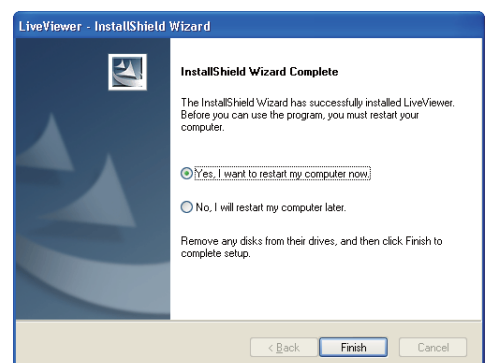 LiveViewer - InstallShield Wizard
InstallShield Wizard Complete
The InstallShield Wizard has successfully installed LiveViewer.
Before you can use the program, you must restart your
computer.
Yes, I want to restart my computer now.
No, I will restart my computer later.
Remove any disks from their drives, and then click Finish to
complete setup.
< Back Finish Cancel